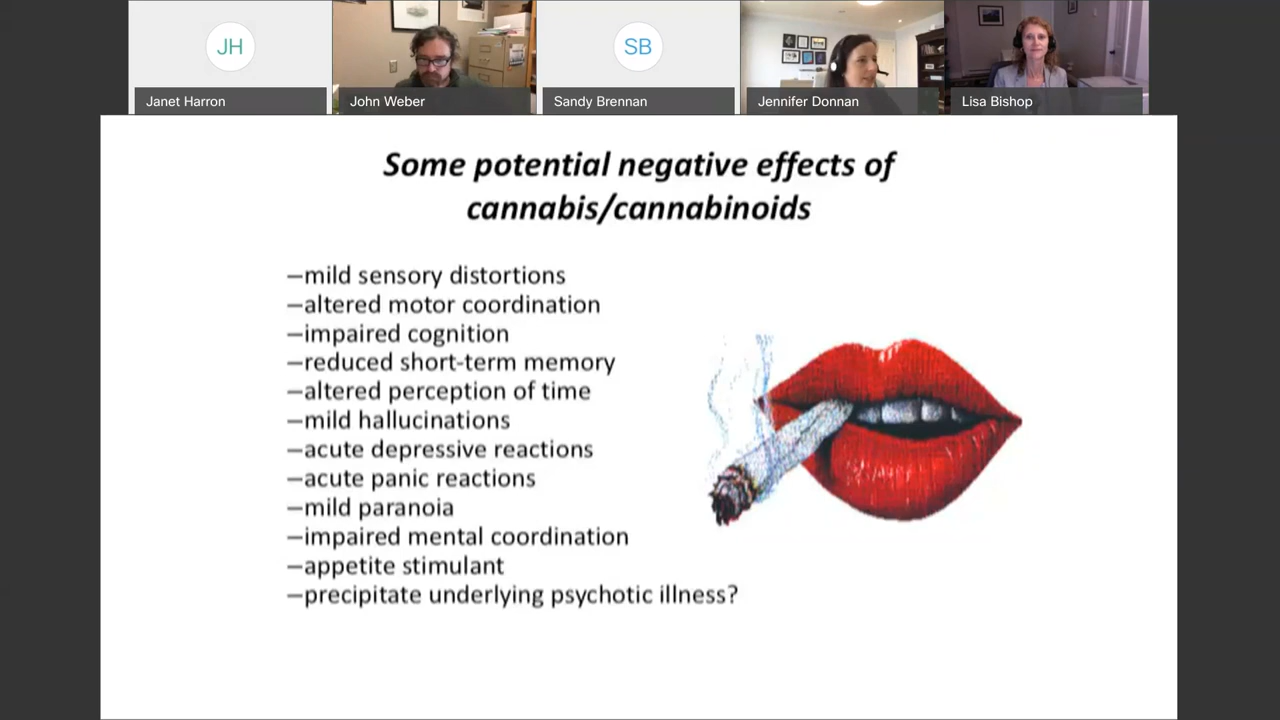 JH
SB
Janet Harron
John Weber
Sandy Brennan
Jennifer Donnan
Lisa Bishop
Some potential negative effects of
cannabis/cannabinoids
–mild sensory distortions
–altered motor coordination
–impaired cognition
–reduced short-term memory
–altered perception of time
–mild hallucinations
–acute depressive reactions
–acute panic reactions
–mild paranoia
–impaired mental coordination
–appetite stimulant
–precipitate underlying psychotic illness?